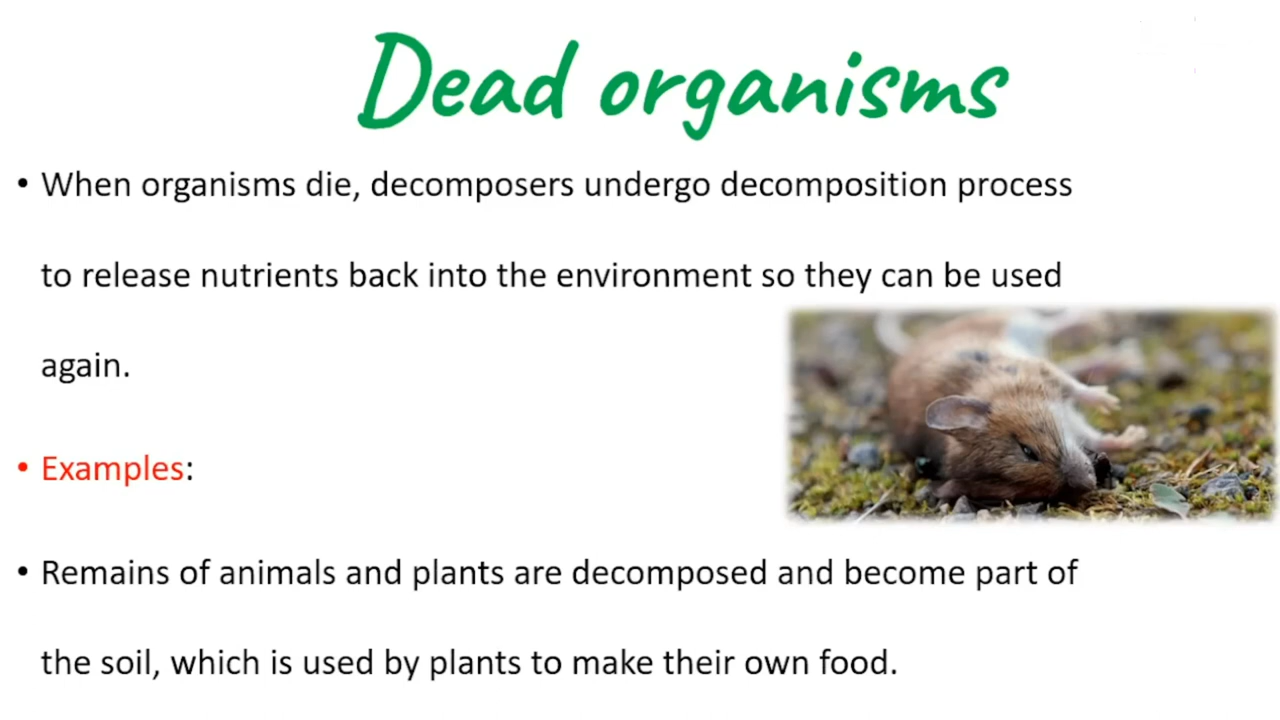 Dead organisms
• When organisms die, decomposers undergo decomposition process
to release nutrients back into the environment so they can be used
again.
• Examples:
• Remains of animals and plants are decomposed and become part of
the soil, which is used by plants to make their own food.